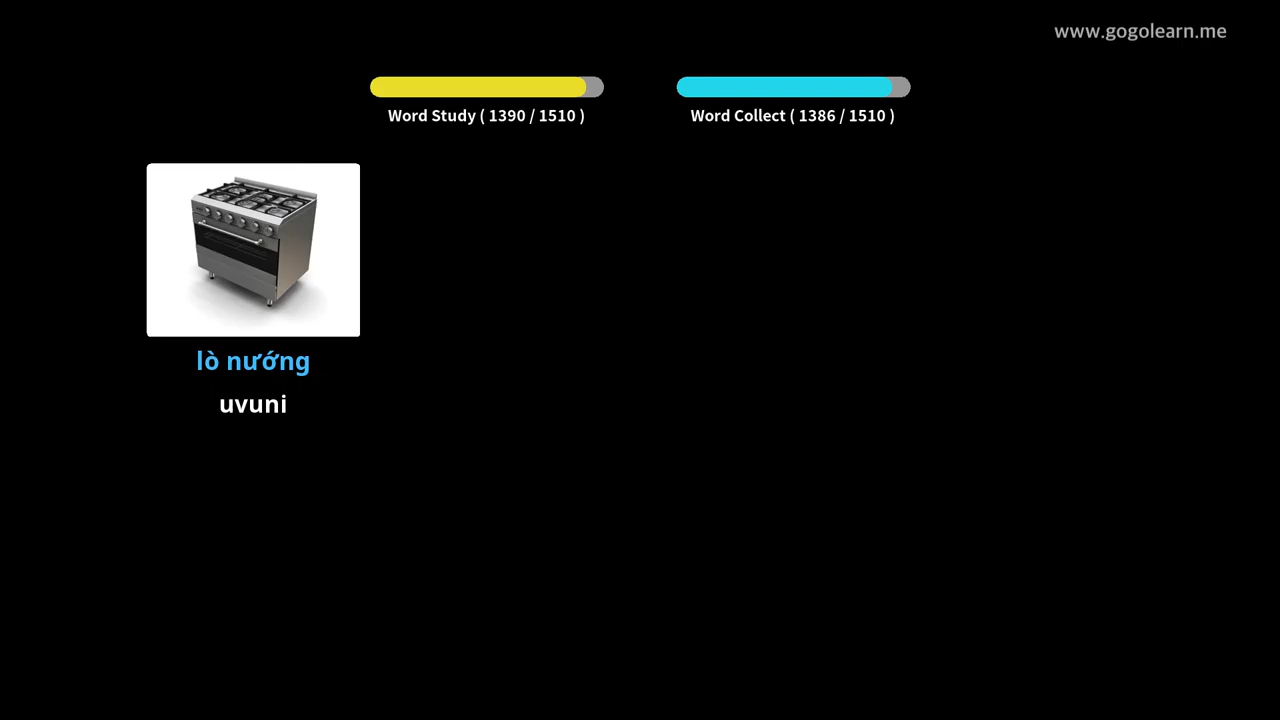 www.gogolearn.me
Word Study ( 1390 / 1510 )
Word Collect ( 1386 / 1510 )
lò nướng
uvuni